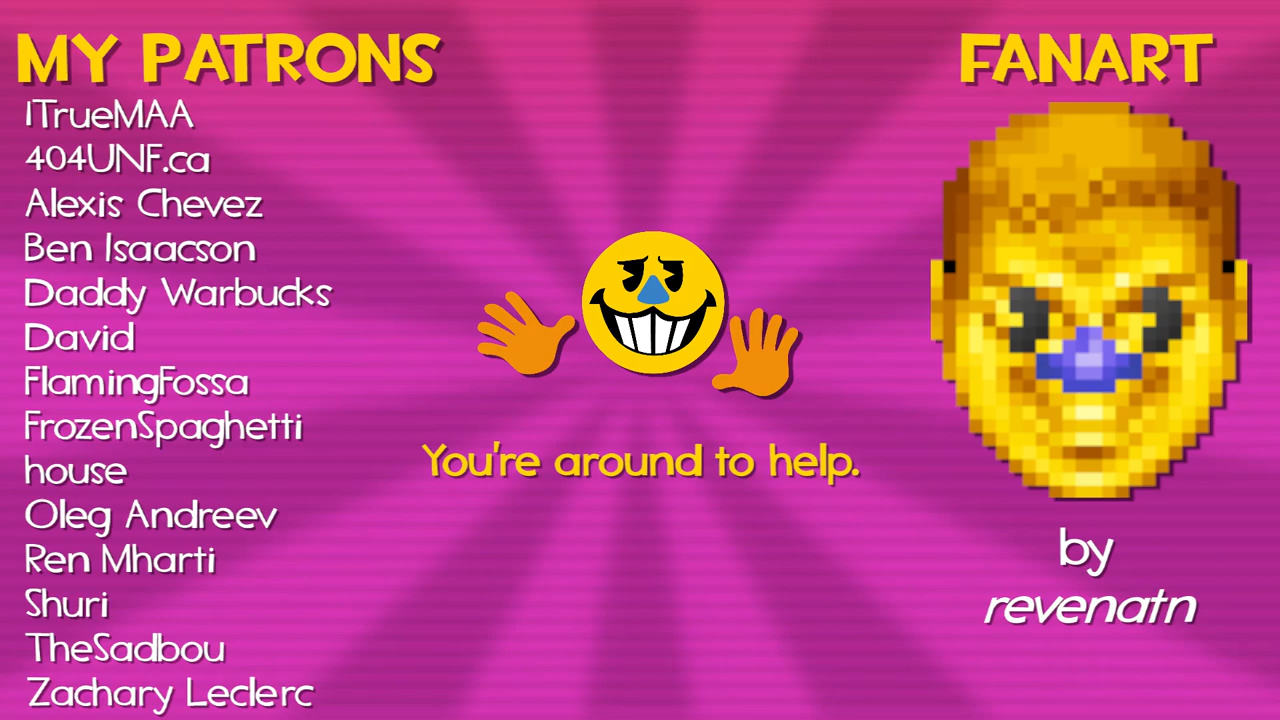 MY PATRONS
1TrueMAA
404UNF.ca
Alexis Chevez
Ben Isaacson
Daddy Warbucks
David
FlamingFossa
FrozenSpaghetti
house
Oleg Andreev
Ren Mharti
Shuri
TheSadbou
Zachary Leclerc
You're around to help.
FANART
by
revenatn